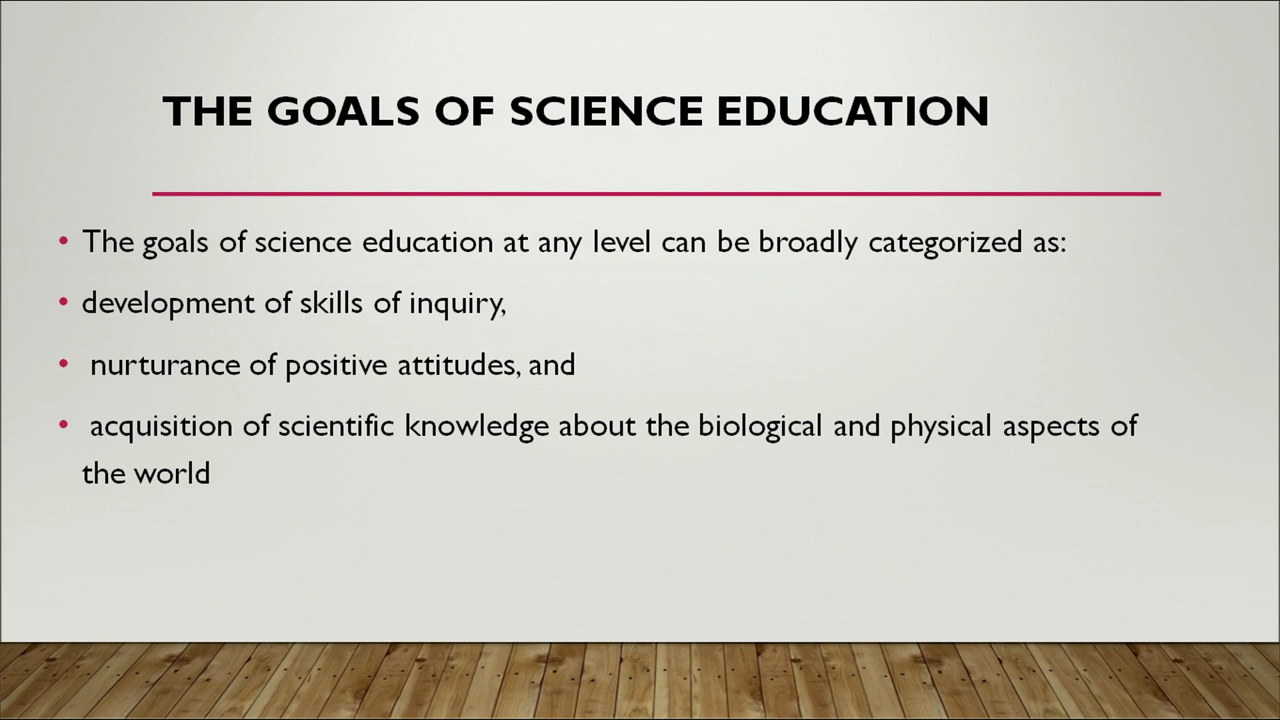 THE GOALS OF SCIENCE EDUCATION
• The goals of science education at any level can be broadly categorized as:
• development of skills of inquiry,
• nurturance of positive attitudes, and
• acquisition of scientific knowledge about the biological and physical aspects of
the world